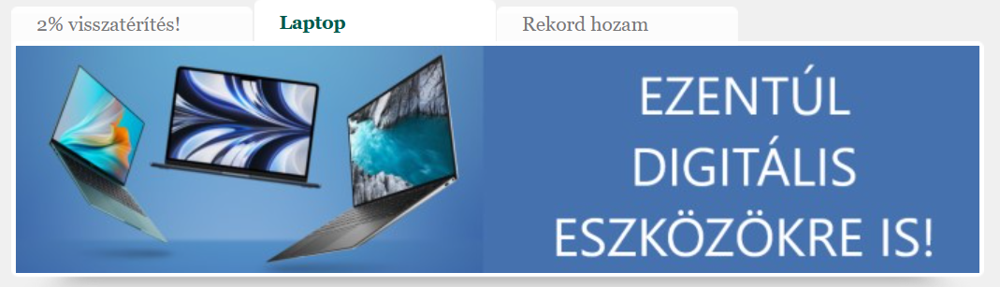 2% visszatérítés!
Laptop
Rekord hozam
EZENTÚL
DIGITÁLIS
ESZKÖZÖKRE IS!